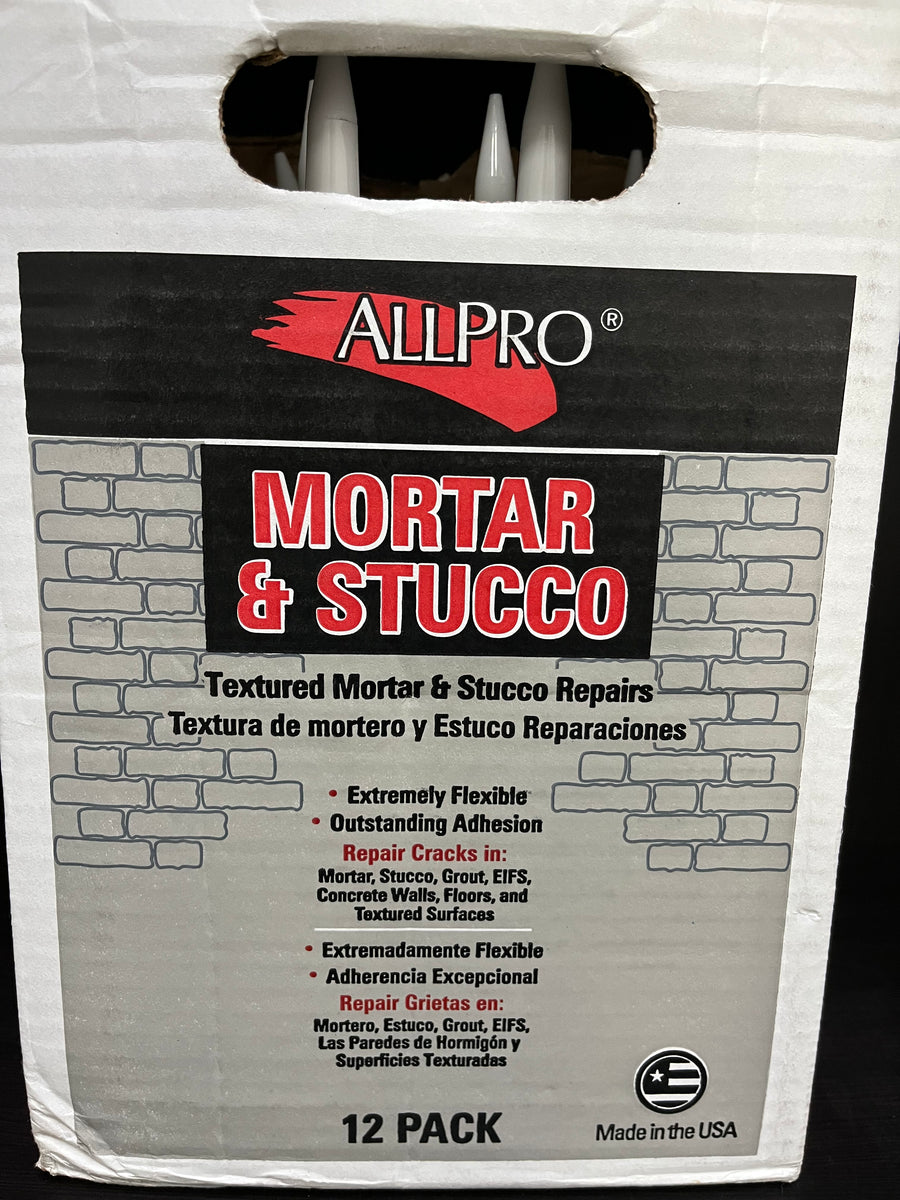 ALLPRO®
MORTAR
& STUCCO
Textured Mortar & Stucco Repairs
Textura de mortero y Estuco Reparaciones
• Extremely Flexible
• Outstanding Adhesion
Repair Cracks in:
Mortar, Stucco, Grout, EIFS,
Concrete Walls, Floors, and
Textured Surfaces
• Extremadamente Flexible
• Adherencia Excepcional
Repair Grietas en:
Mortero, Estuco, Grout, EIFS,
Las Paredes de Hormigón y
Superficies Texturadas
12 PACK
Made in the USA